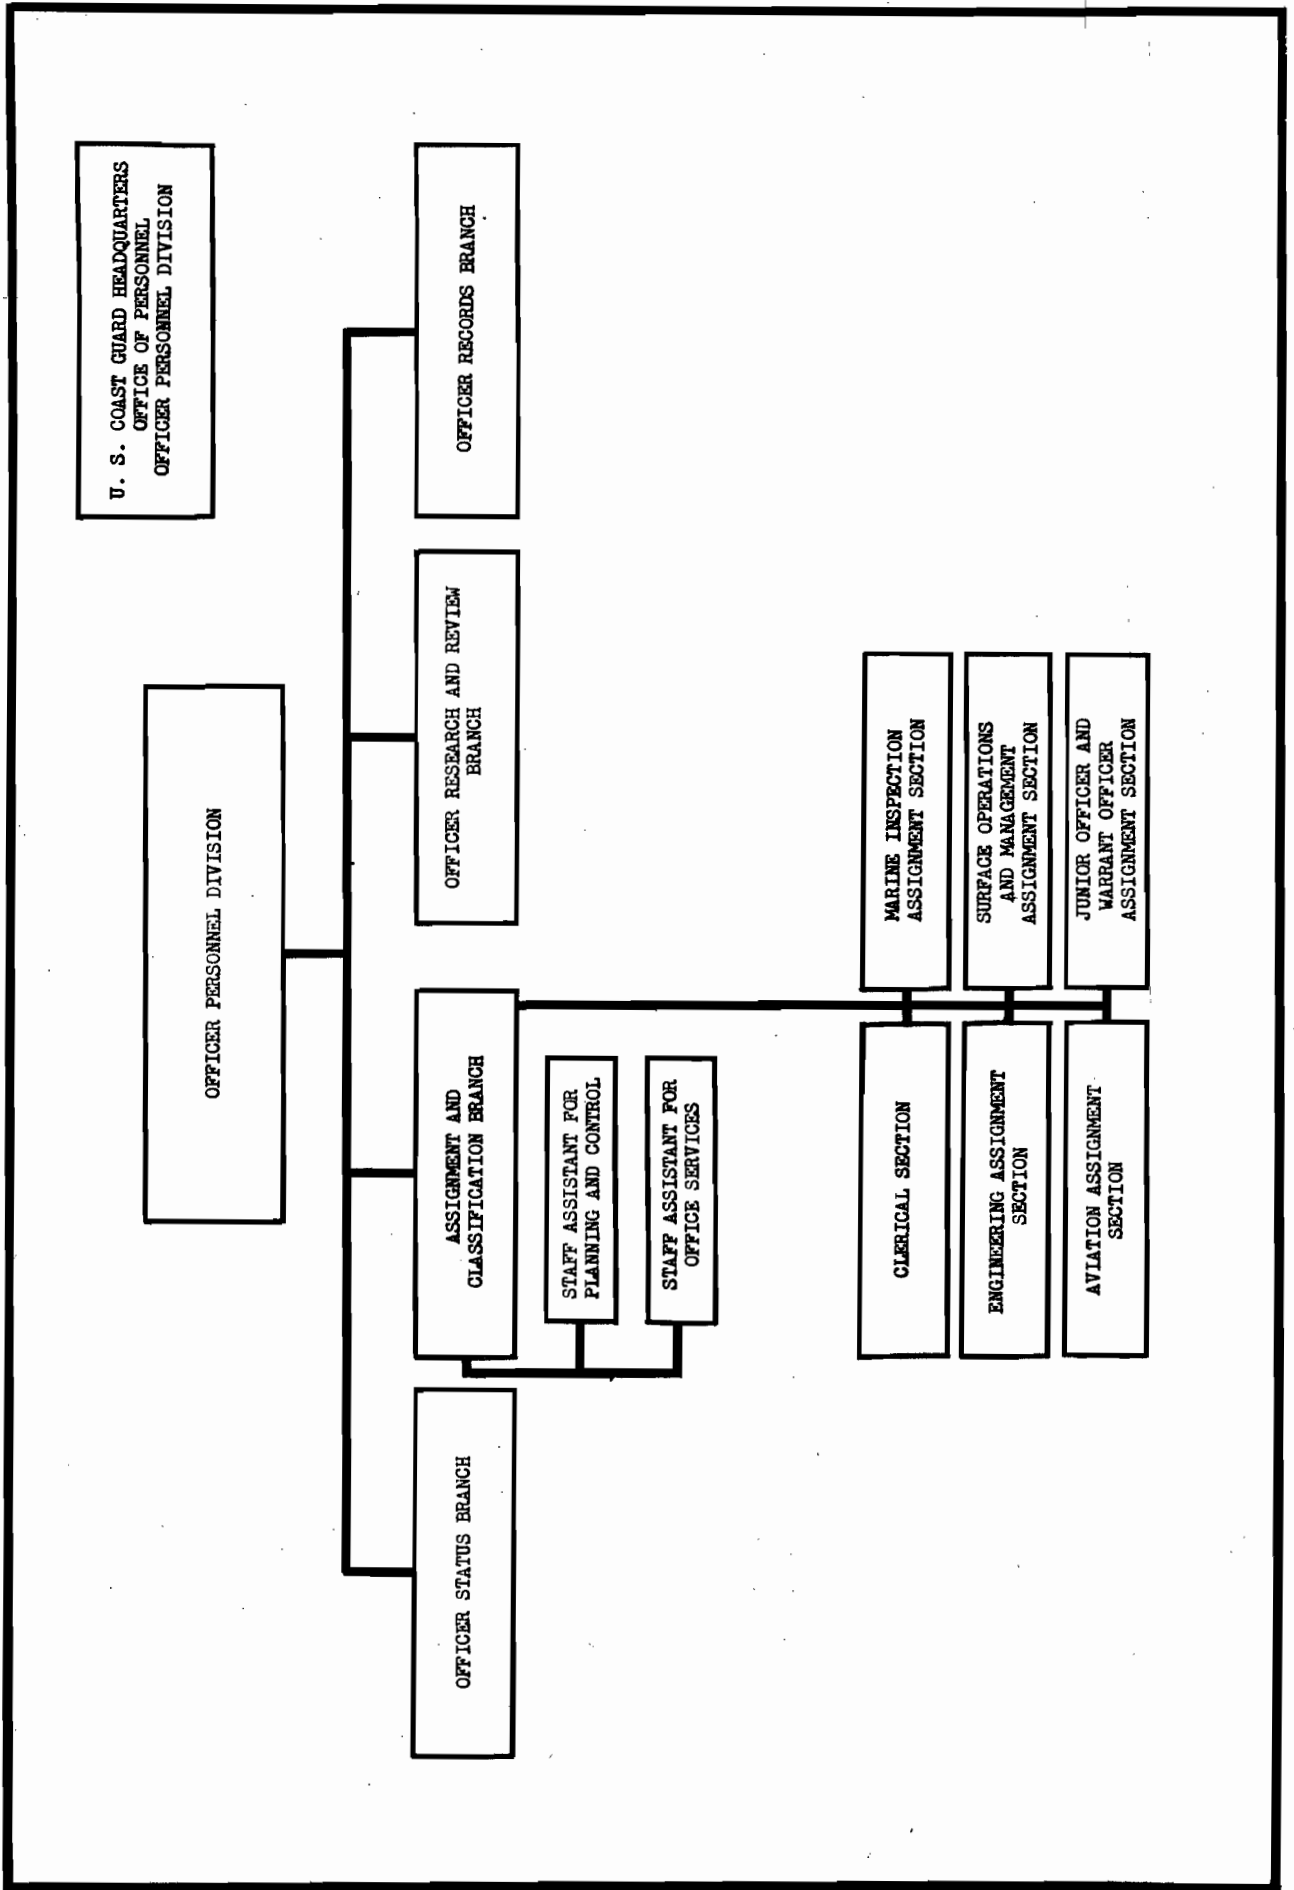 U. S. COAST GUARD HEADQUARTERS
OFFICE OF PERSONNEL
OFFICER PERSONNEL DIVISION
OFFICER PERSONNEL DIVISION
OFFICER STATUS BRANCH
ASSIGNMENT AND
CLASSIFICATION BRANCH
OFFICER RESEARCH AND REVIEW
BRANCH
OFFICER RECORDS BRANCH
STAFF ASSISTANT FOR
PLANNING AND CONTROL
STAFF ASSISTANT FOR
OFFICE SERVICES
CLERICAL SECTION
MARINE INSPECTION
ASSIGNMENT SECTION
ENGINEERING ASSIGNMENT
SECTION
SURFACE OPERATIONS
AND MANAGEMENT
ASSIGNMENT SECTION
AVIATION ASSIGNMENT
SECTION
JUNIOR OFFICER AND
WARRANT OFFICER
ASSIGNMENT SECTION